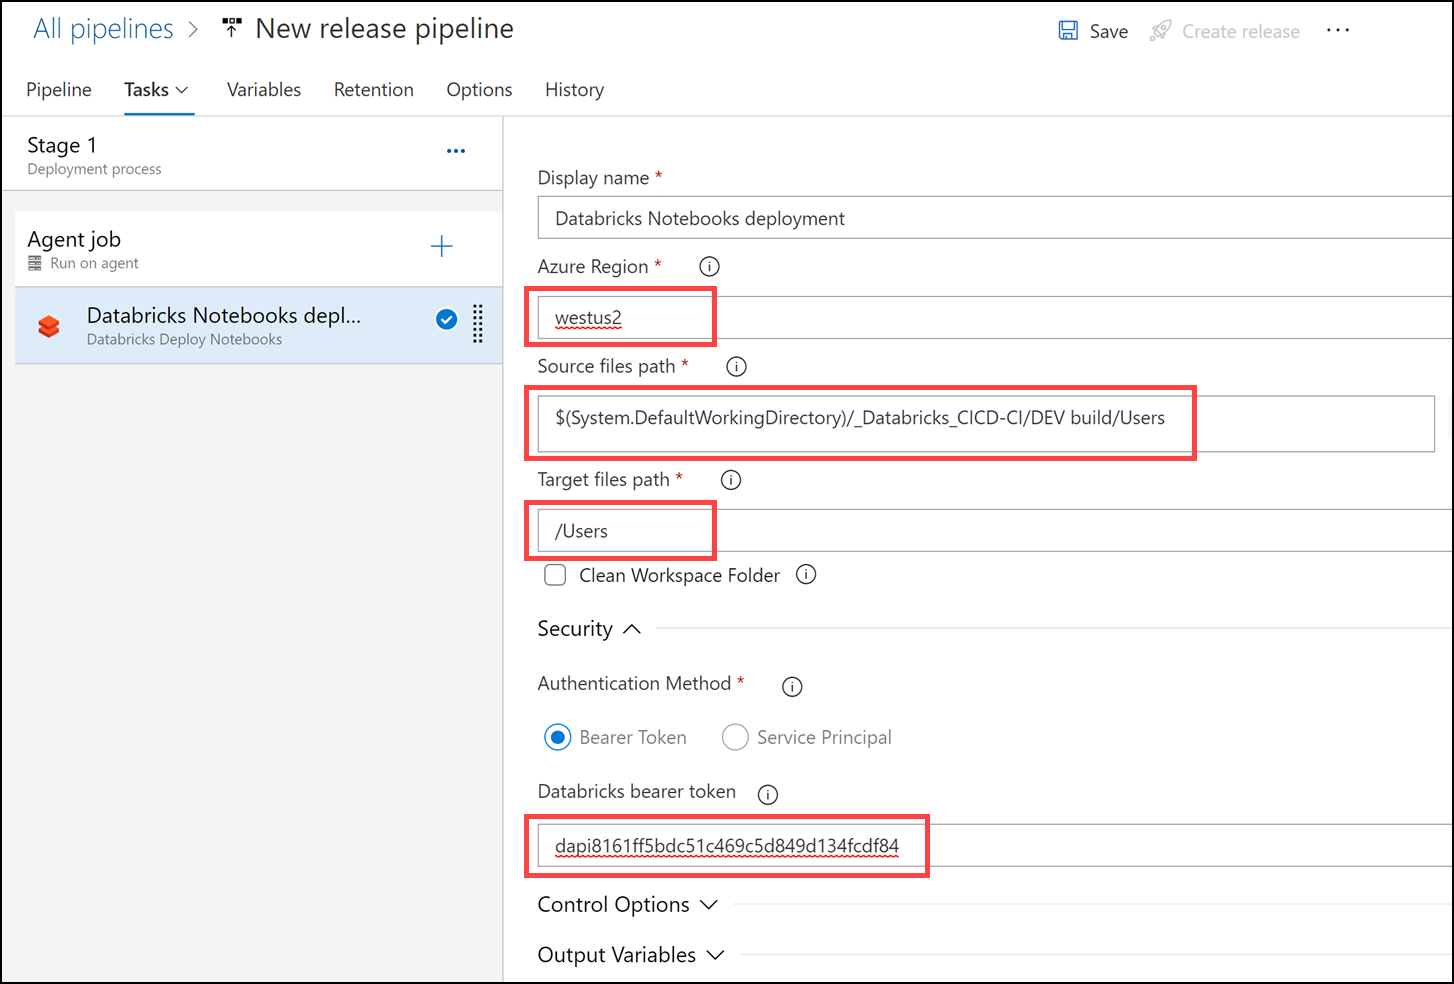 All pipelines > New release pipeline
Save
Create release
...
Pipeline
Tasks
Variables
Retention
Options
History
Stage 1
Deployment process
Agent job
Run on agent
Databricks Notebooks depl...
Databricks Deploy Notebooks
Display name *
Databricks Notebooks deployment
Azure Region *
westus2
Source files path *
$(System.DefaultWorkingDirectory)/_Databricks_CICD-CI/DEV build/Users
Target files path *
/Users
Clean Workspace Folder
Security
Authentication Method *
Bearer Token
Service Principal
Databricks bearer token
dapi8161ff5bdc51c469c5d849d134fcdf84
Control Options
Output Variables